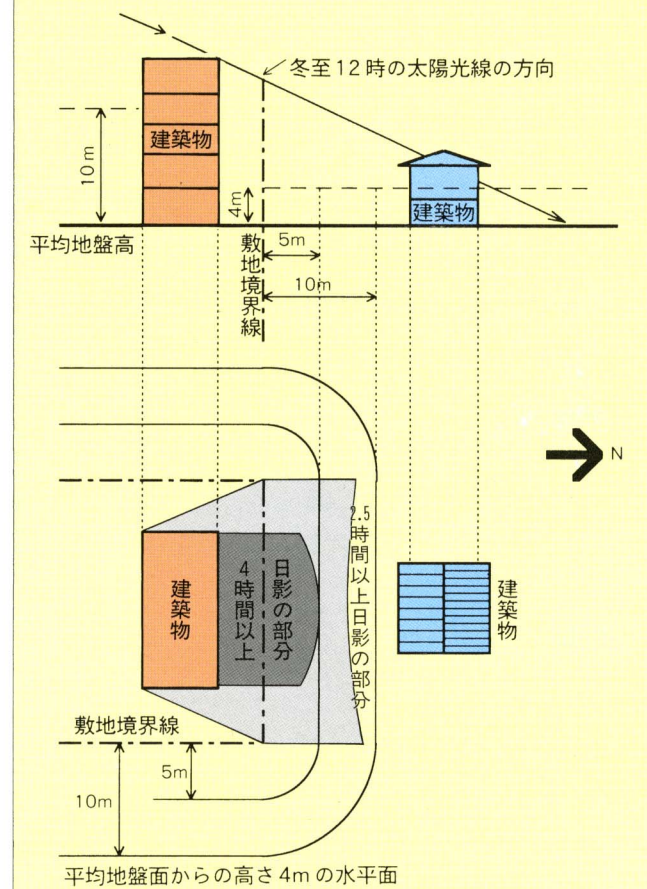 冬至12時の太陽光線の方向
建築物
10m
4m
建築物
平均地盤高
敷地境界線
5m
10m
N
2.5時間以上日影の部分
建築物
4時間以上
日影の部分
建築物
敷地境界線
5m
10m
平均地盤面からの高さ4mの水平面